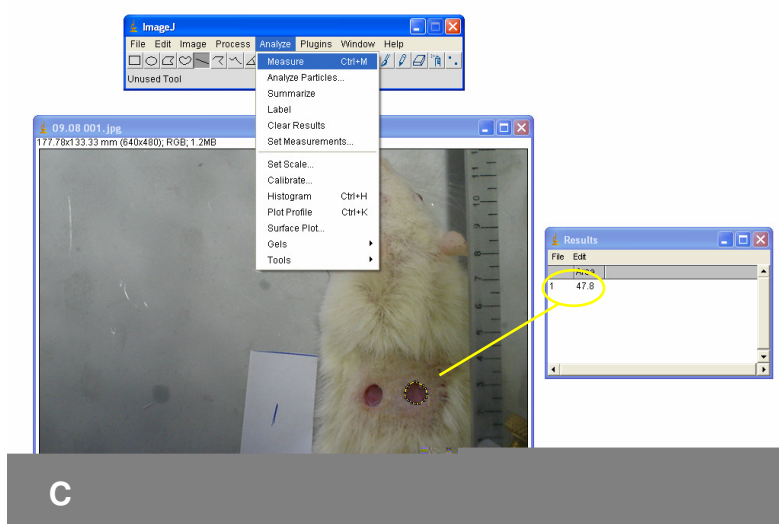 ImageJ
File Edit Image Process Analyze Plugins Window Help
Unused Tool
Measure Ctrl+M
Analyze Particles...
Summarize
Label
Clear Results
Set Measurements...
Set Scale...
Calibrate...
Histogram Ctrl+H
Plot Profile Ctrl+K
Surface Plot...
Gels
Tools
09.08 001.jpg
177.78x133.33 mm (640x480); RGB; 1.2MB
Results
File Edit
Area
1 47.8
C